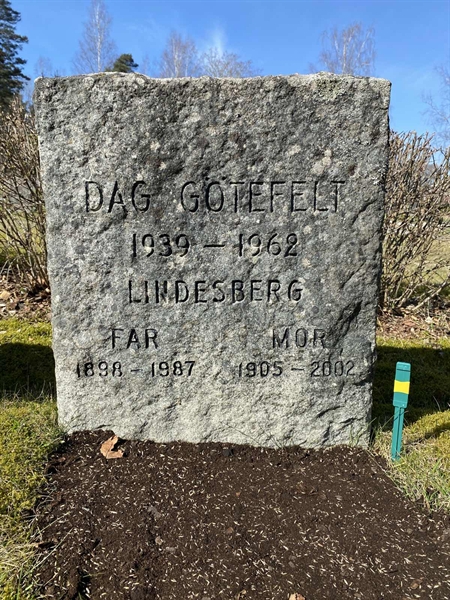 DAG GÖTEFELT
1939 – 1962
LINDESBERG
FAR MOR
1898 – 1987 1905 – 2002